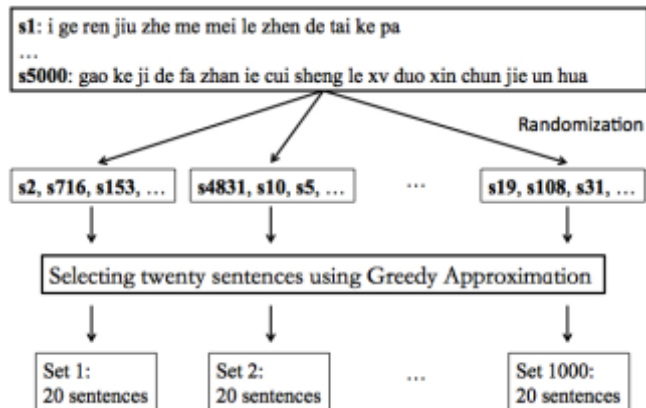 s1: i ge ren jiu zhe me mei le zhen de tai ke pa
...
s5000: gao ke ji de fa zhan ie cui sheng le xv duo xin chun jie un hua
Randomization
s2, s716, s153, ...
s4831, s10, s5, ...
...
s19, s108, s31, ...
Selecting twenty sentences using Greedy Approximation
Set 1:
20 sentences
Set 2:
20 sentences
...
Set 1000:
20 sentences